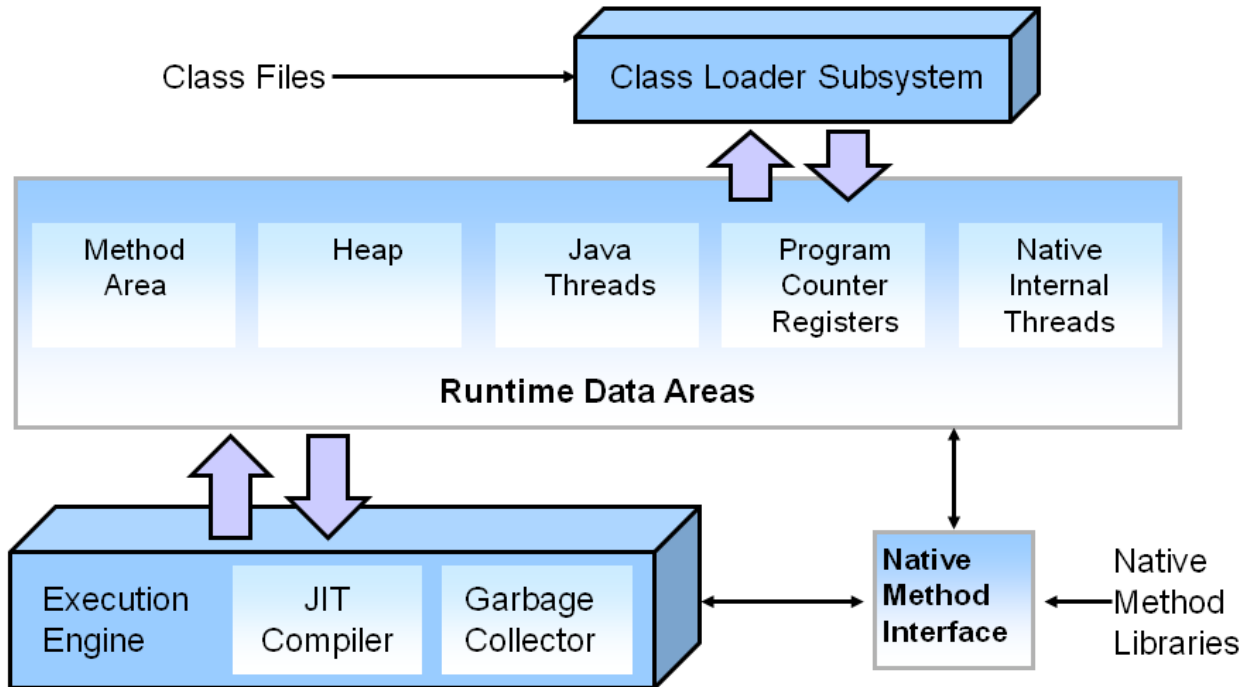 Class Files
Class Loader Subsystem
Method
Area
Heap
Java
Threads
Program
Counter
Registers
Native
Internal
Threads
Runtime Data Areas
Execution
Engine
JIT
Compiler
Garbage
Collector
Native
Method
Interface
Native
Method
Libraries